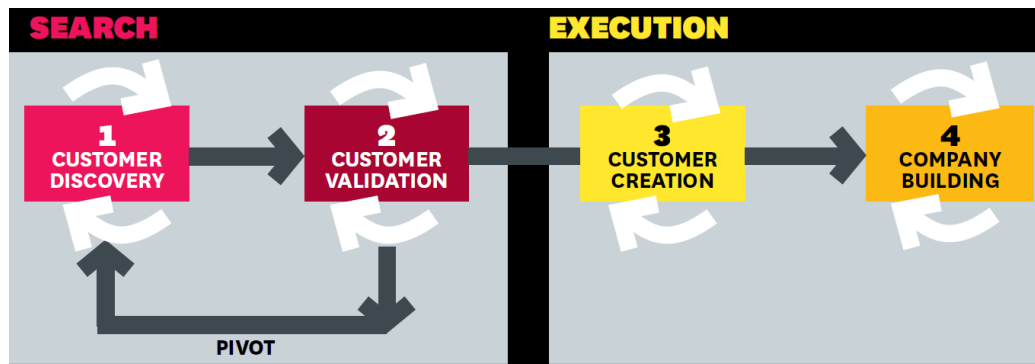 SEARCH
EXECUTION
1
CUSTOMER
DISCOVERY
2
CUSTOMER
VALIDATION
3
CUSTOMER
CREATION
4
COMPANY
BUILDING
PIVOT